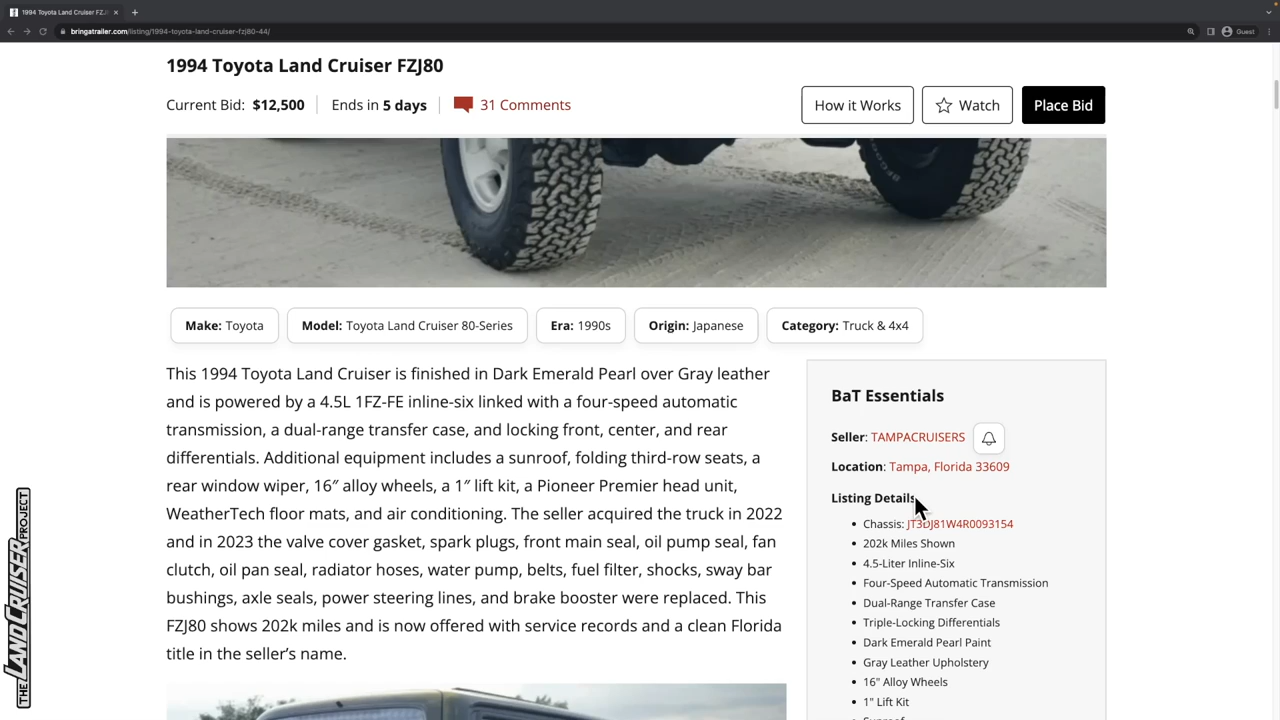 1994 Toyota Land Cruiser FZJ
bringatrailer.com/listing/1994-toyota-land-cruiser-fzj80-44/
Guest
1994 Toyota Land Cruiser FZJ80
Current Bid: $12,500
Ends in 5 days
31 Comments
How it Works
Watch
Place Bid
Make: Toyota
Model: Toyota Land Cruiser 80-Series
Era: 1990s
Origin: Japanese
Category: Truck & 4x4
This 1994 Toyota Land Cruiser is finished in Dark Emerald Pearl over Gray leather
and is powered by a 4.5L 1FZ-FE inline-six linked with a four-speed automatic
transmission, a dual-range transfer case, and locking front, center, and rear
differentials. Additional equipment includes a sunroof, folding third-row seats, a
rear window wiper, 16″ alloy wheels, a 1″ lift kit, a Pioneer Premier head unit,
WeatherTech floor mats, and air conditioning. The seller acquired the truck in 2022
and in 2023 the valve cover gasket, spark plugs, front main seal, oil pump seal, fan
clutch, oil pan seal, radiator hoses, water pump, belts, fuel filter, shocks, sway bar
bushings, axle seals, power steering lines, and brake booster were replaced. This
FZJ80 shows 202k miles and is now offered with service records and a clean Florida
title in the seller’s name.
BaT Essentials
Seller: TAMPACRUISERS
Location: Tampa, Florida 33609
Listing Details
Chassis: JT3DJ81W4R0093154
202k Miles Shown
4.5-Liter Inline-Six
Four-Speed Automatic Transmission
Dual-Range Transfer Case
Triple-Locking Differentials
Dark Emerald Pearl Paint
Gray Leather Upholstery
16" Alloy Wheels
1" Lift Kit
Sunroof
THE LAND CRUISER PROJECT